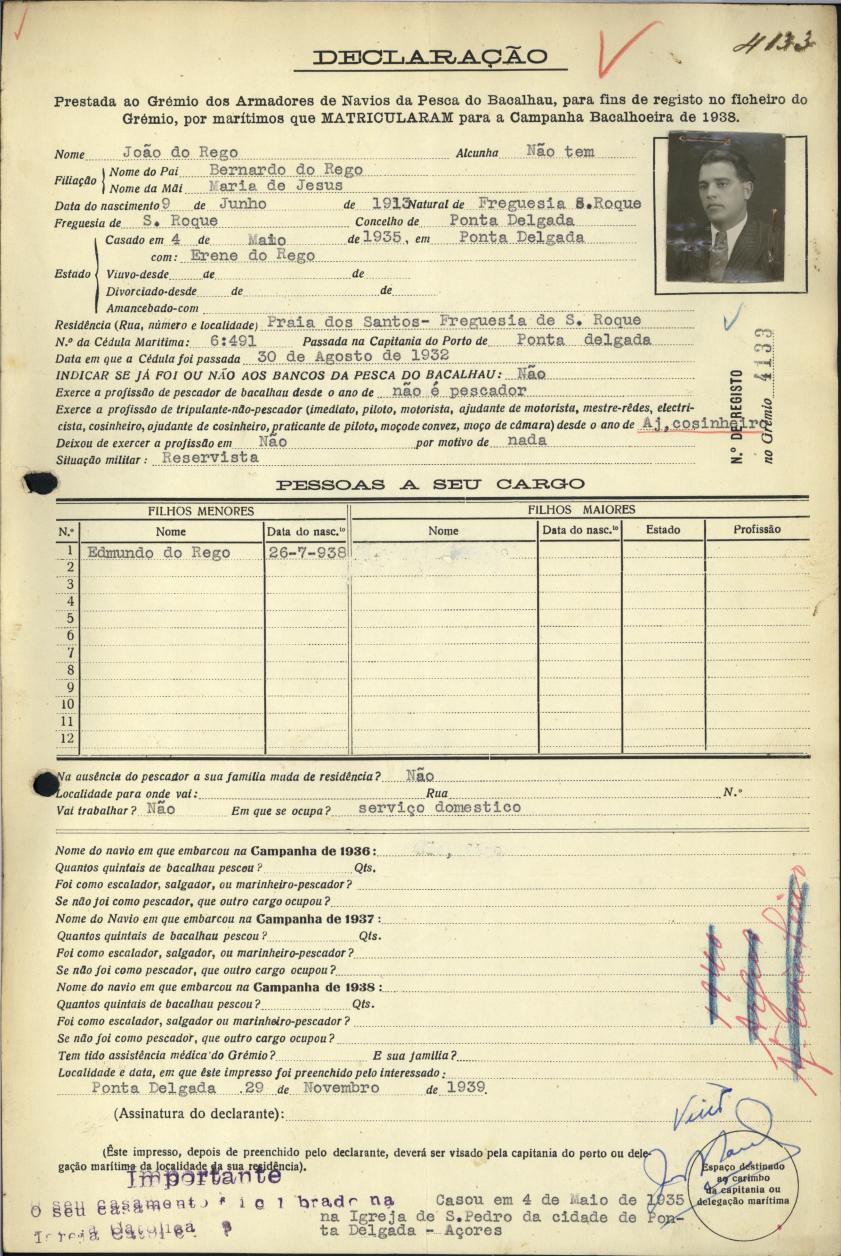 4133
DECLARAÇÃO
Prestada ao Grémio dos Armadores de Navios da Pesca do Bacalhau, para fins de registo no ficheiro do
Grémio, por marítimos que MATRICULARAM para a Campanha Bacalhoeira de 1938.
Nome João do Rego Alcunha Não tem
Filiação
Nome do Pai Bernardo do Rego
Nome da Mãi Maria de Jesus
Data do nascimento 9 de Junho de 1913 Natural de Freguesia S.Roque
Freguesia de S. Roque Concelho de Ponta Delgada
Estado
Casado em 4 de Maio de 1935, em Ponta Delgada
com: Erene do Rego
Viuvo-desde de de
Divorciado-desde de de
Amancebado-com
Residência (Rua, número e localidade) Praia dos Santos- Freguesia de S. Roque
N.º da Cédula Marítima: 6:491 Passada na Capitania do Porto de Ponta delgada
Data em que a Cédula foi passada 30 de Agosto de 1932
INDICAR SE JÁ FOI OU NÃO AOS BANCOS DA PESCA DO BACALHAU: Não
Exerce a profissão de pescador de bacalhau desde o ano de não é pescador
Exerce a profissão de tripulante-não-pescador (imediato, piloto, motorista, ajudante de motorista, mestre-rêdes, electri-
cista, cosinheiro, ajudante de cosinheiro, praticante de piloto, moço de convez, moço de câmara) desde o ano de Aj,cosinheiro
Deixou de exercer a profissão em Não por motivo de nada
Situação militar: Reservista
N.º DE REGISTO
no Grémio 4133
PESSOAS A SEU CARGO
FILHOS MENORES FILHOS MAIORES
N.º Nome Data do nasc.to Nome Data do nasc.to Estado Profissão
1 Edmundo do Rego 26-7-938
2
3
4
5
6
7
8
9
10
11
12
Na ausência do pescador a sua família muda de residência? Não
Localidade para onde vai: Rua N.º
Vai trabalhar? Não Em que se ocupa? serviço domestico
Nome do navio em que embarcou na Campanha de 1936:
Quantos quintais de bacalhau pescou? Qts.
Foi como escalador, salgador, ou marinheiro-pescador?
Se não foi como pescador, que outro cargo ocupou?
Nome do Navio em que embarcou na Campanha de 1937:
Quantos quintais de bacalhau pescou? Qts.
Foi como escalador, salgador, ou marinheiro-pescador?
Se não foi como pescador, que outro cargo ocupou?
Nome do navio em que embarcou na Campanha de 1938:
Quantos quintais de bacalhau pescou? Qts.
Foi como escalador, salgador ou marinheiro-pescador?
Se não foi como pescador, que outro cargo ocupou?
Tem tido assistência médica do Grémio? E sua família?
Localidade e data, em que êste impresso foi preenchido pelo interessado:
Ponta Delgada .29 de Novembro de 1939.
(Assinatura do declarante):
1940
Visto
(Êste impresso, depois de preenchido pelo declarante, deverá ser visado pela capitania do porto ou dele-
gação marítima da localidade da sua residência).
Espaço destinado
ao carimbo
da capitania ou
delegação marítima
Importante
O seu casamento
Igreja Católica ?
Casou em 4 de Maio de 1935
na Igreja de S.Pedro da cidade de Pon-
ta Delgada - Açores